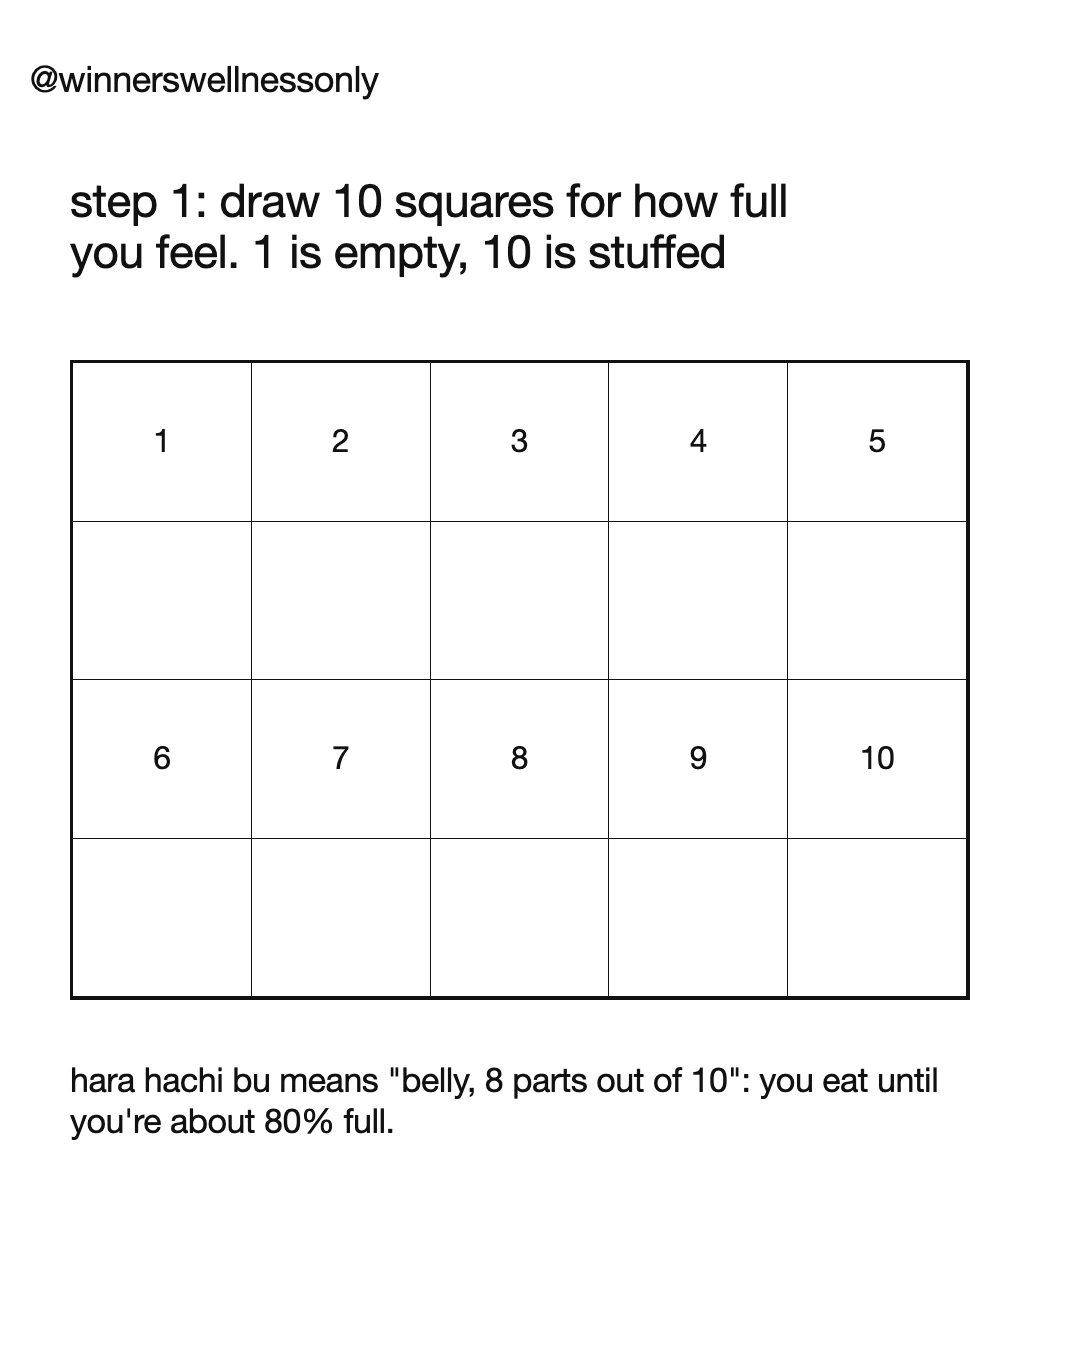 @winnerswellnessonly
step 1: draw 10 squares for how full
you feel. 1 is empty, 10 is stuffed
1 2 3 4 5
6 7 8 9 10
hara hachi bu means "belly, 8 parts out of 10": you eat until
you're about 80% full.